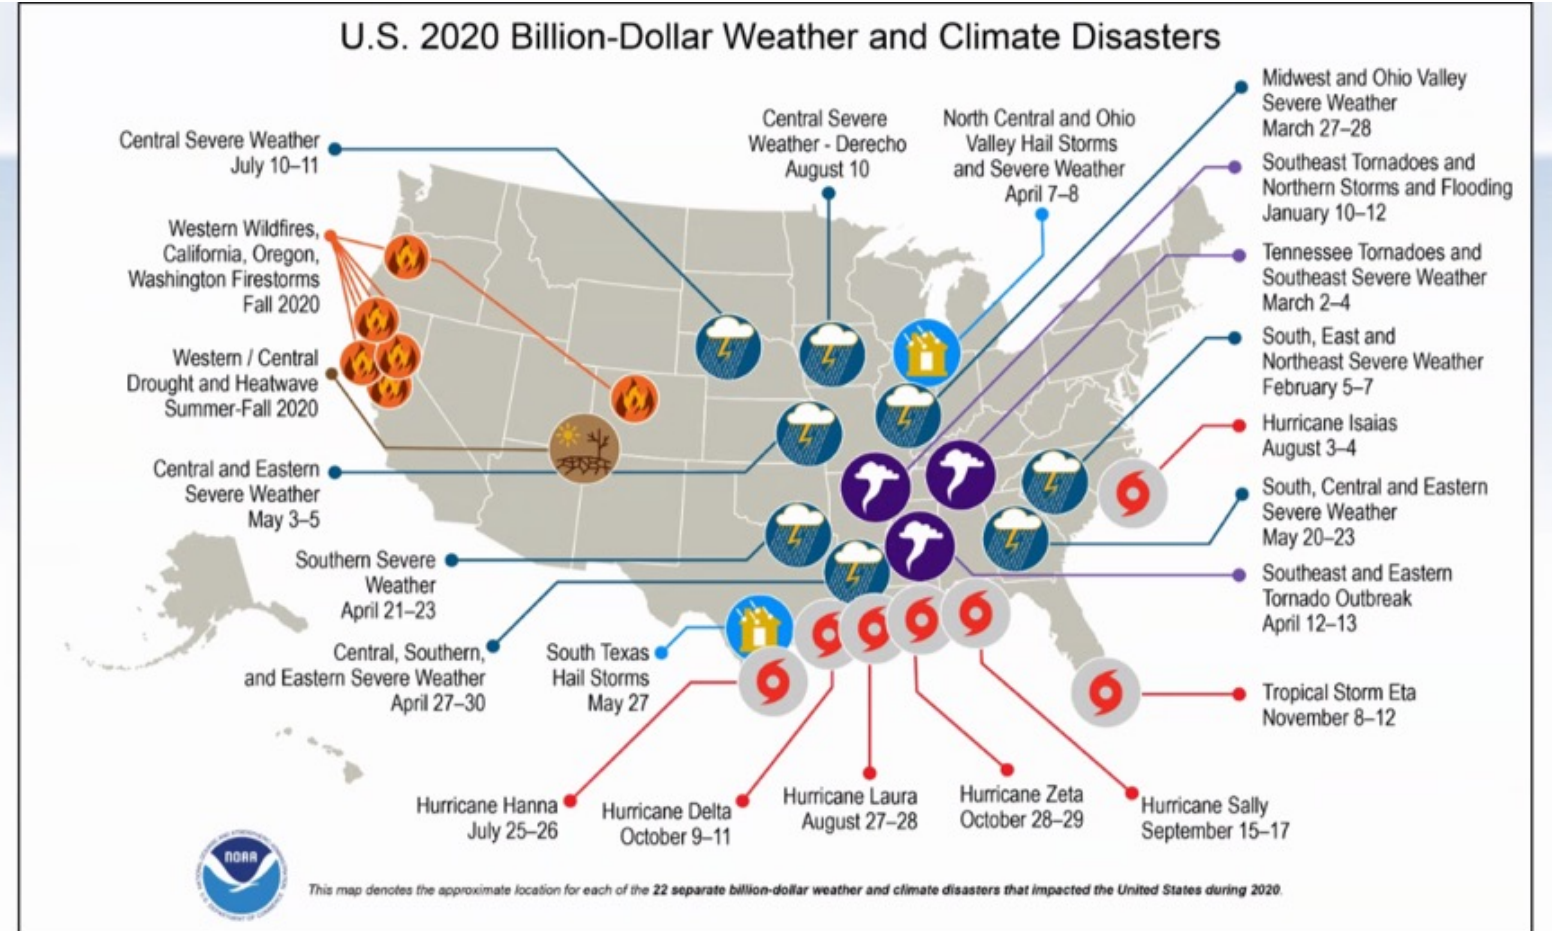 U.S. 2020 Billion-Dollar Weather and Climate Disasters
Central Severe Weather
July 10–11
Central Severe
Weather - Derecho
August 10
North Central and Ohio
Valley Hail Storms
and Severe Weather
April 7–8
Midwest and Ohio Valley
Severe Weather
March 27–28
Southeast Tornadoes and
Northern Storms and Flooding
January 10–12
Tennessee Tornadoes and
Southeast Severe Weather
March 2–4
South, East and
Northeast Severe Weather
February 5–7
Hurricane Isaias
August 3–4
South, Central and Eastern
Severe Weather
May 20–23
Southeast and Eastern
Tornado Outbreak
April 12–13
Tropical Storm Eta
November 8–12
Western Wildfires,
California, Oregon,
Washington Firestorms
Fall 2020
Western / Central
Drought and Heatwave
Summer-Fall 2020
Central and Eastern
Severe Weather
May 3–5
Southern Severe
Weather
April 21–23
Central, Southern,
and Eastern Severe Weather
April 27–30
South Texas
Hail Storms
May 27
Hurricane Hanna
July 25–26
Hurricane Delta
October 9–11
Hurricane Laura
August 27–28
Hurricane Zeta
October 28–29
Hurricane Sally
September 15–17
NOAA
This map denotes the approximate location for each of the 22 separate billion-dollar weather and climate disasters that impacted the United States during 2020.